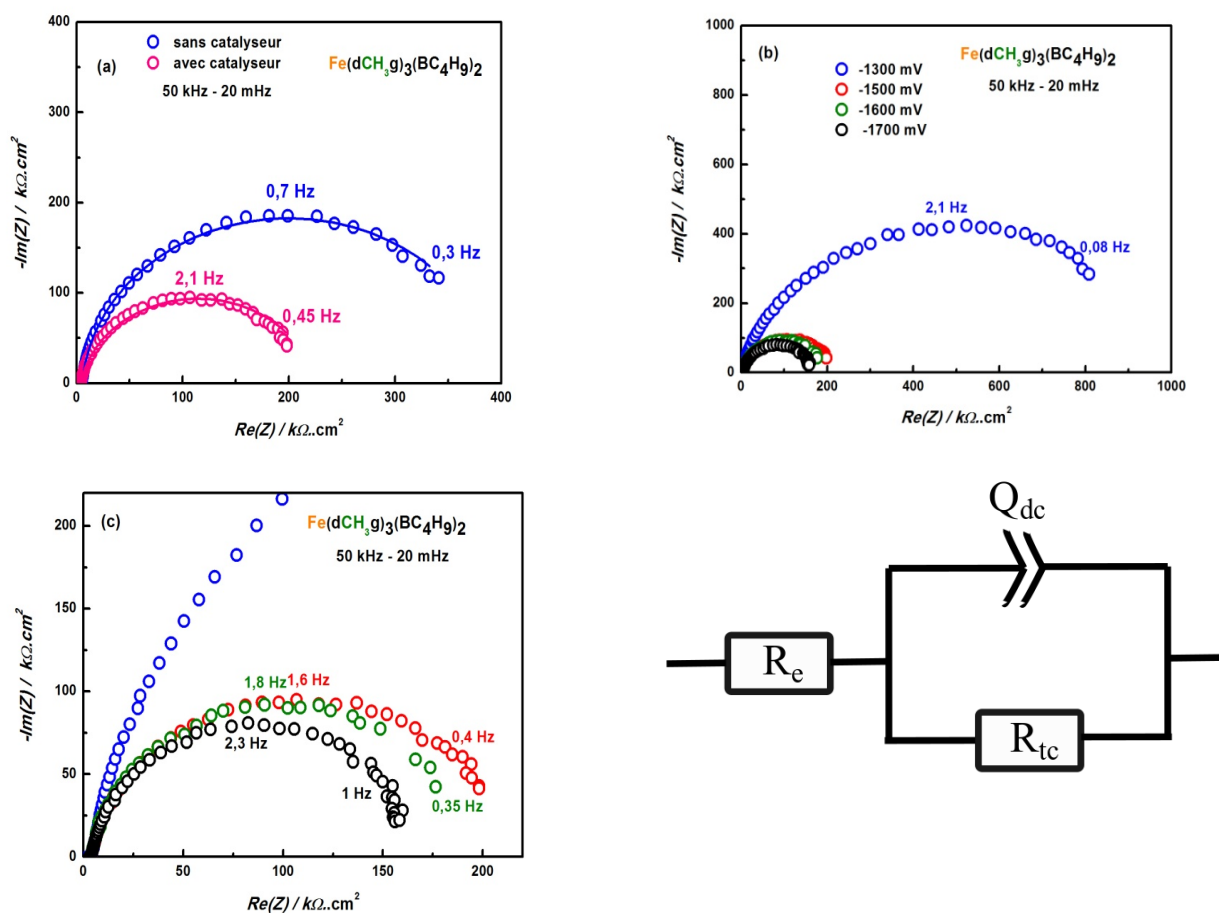 400
300
200
100
0
-Im(Z) / kΩ.cm²
(a)
sans catalyseur
avec catalyseur
50 kHz - 20 mHz
Fe(dCH₃g)₃(BC₄H₉)₂
0,7 Hz
0,3 Hz
2,1 Hz
0,45 Hz
0 100 200 300 400
Re(Z) / kΩ..cm²
1000
800
600
400
200
0
-Im(Z) / kΩ.cm²
(b)
-1300 mV
-1500 mV
-1600 mV
-1700 mV
Fe(dCH₃g)₃(BC₄H₉)₂
50 kHz - 20 mHz
2,1 Hz
0,08 Hz
0 200 400 600 800 1000
Re(Z) / kΩ..cm²
200
150
100
50
0
-Im(Z) / kΩ.cm²
(c)
Fe(dCH₃g)₃(BC₄H₉)₂
50 kHz - 20 mHz
1,8 Hz 1,6 Hz
2,3 Hz
0,4 Hz
1 Hz
0,35 Hz
0 50 100 150 200
Re(Z) / kΩ..cm²
Qdc
Re
Rtc